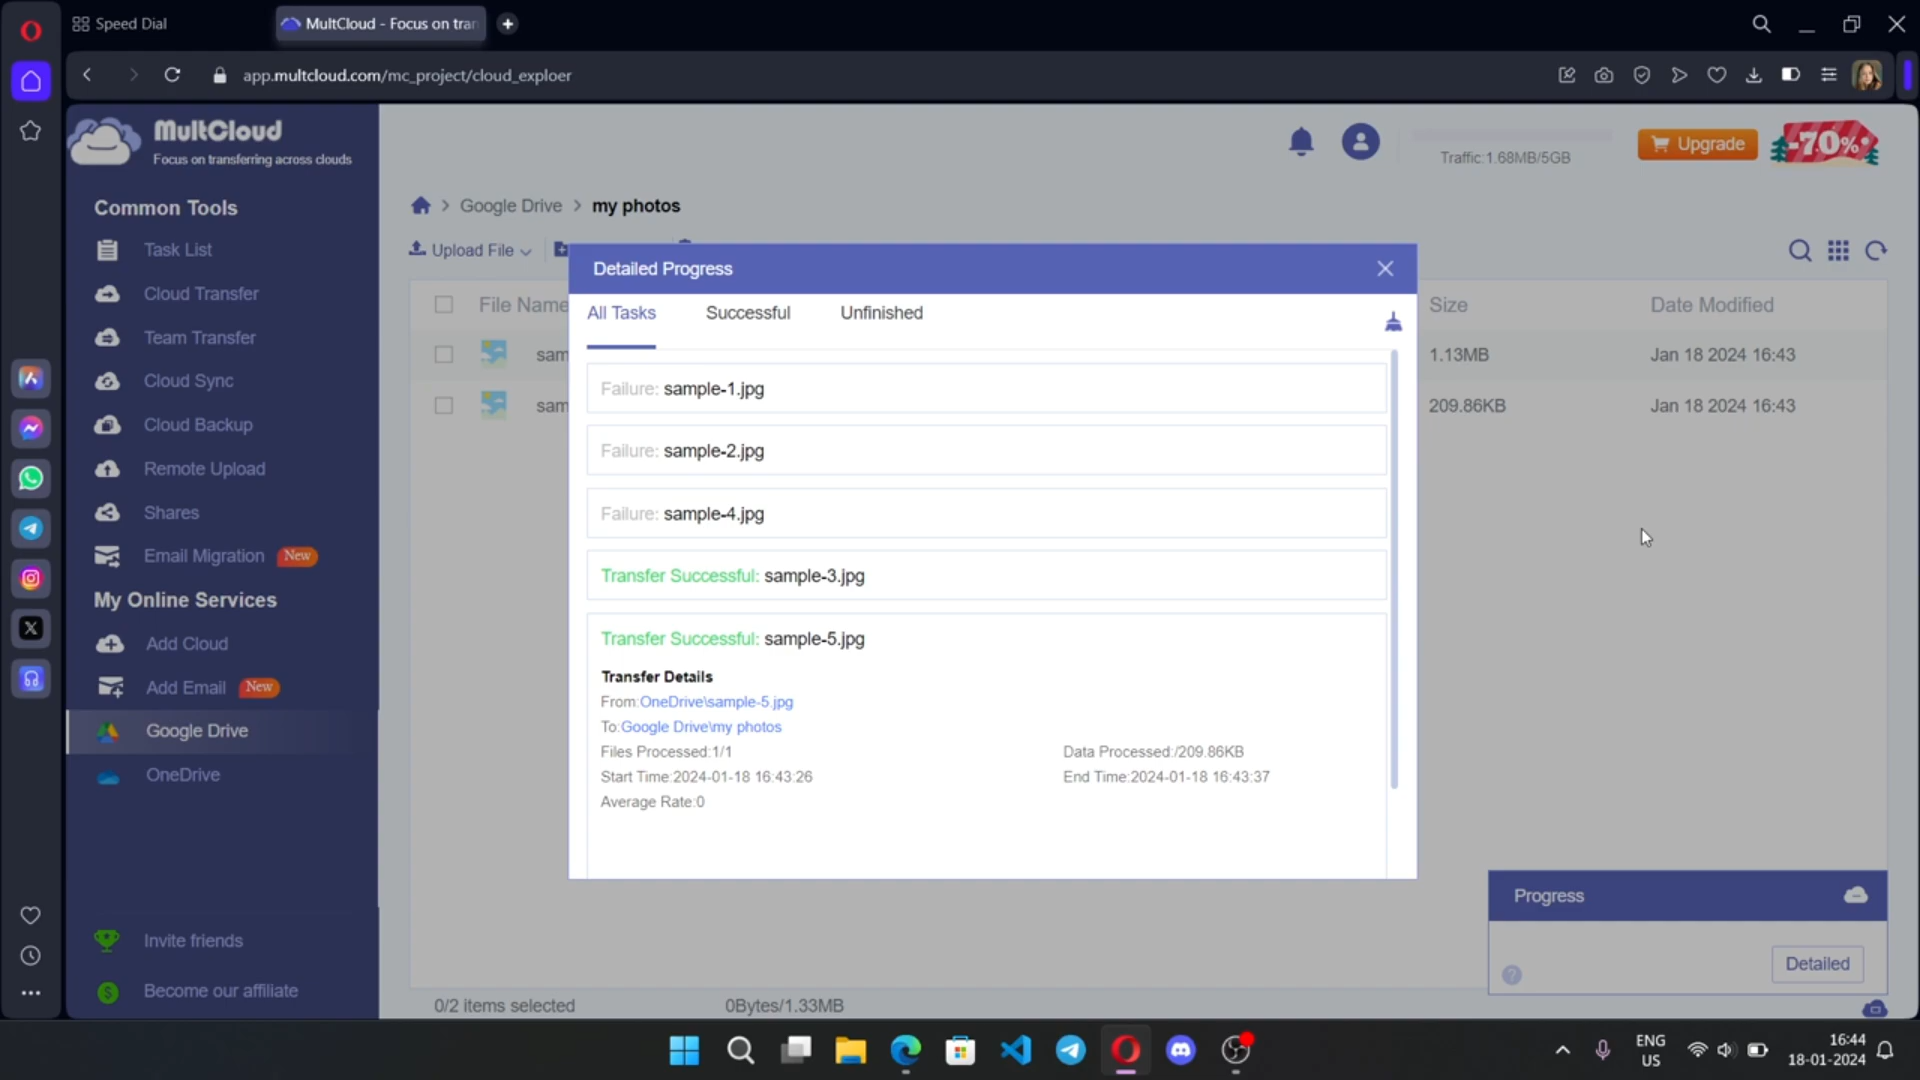 Speed Dial
MultCloud - Focus on tran
app.multcloud.com/mc_project/cloud_exploer
MultCloud
Focus on transferring across clouds
Traffic:1.68MB/5GB
Upgrade
-70%
Common Tools
Task List
Cloud Transfer
Team Transfer
Cloud Sync
Cloud Backup
Remote Upload
Shares
Email Migration New
My Online Services
Add Cloud
Add Email New
Google Drive
OneDrive
Invite friends
Become our affiliate
Google Drive > my photos
Upload File
File Name
Size
Date Modified
sam
1.13MB
Jan 18 2024 16:43
sam
209.86KB
Jan 18 2024 16:43
Detailed Progress
All Tasks
Successful
Unfinished
Failure: sample-1.jpg
Failure: sample-2.jpg
Failure: sample-4.jpg
Transfer Successful: sample-3.jpg
Transfer Successful: sample-5.jpg
Transfer Details
From:OneDrive\sample-5.jpg
To:Google Drive\my photos
Files Processed:1/1
Data Processed:/209.86KB
Start Time:2024-01-18 16:43:26
End Time:2024-01-18 16:43:37
Average Rate:0
Progress
Detailed
0/2 items selected
0Bytes/1.33MB
ENG
US
16:44
18-01-2024